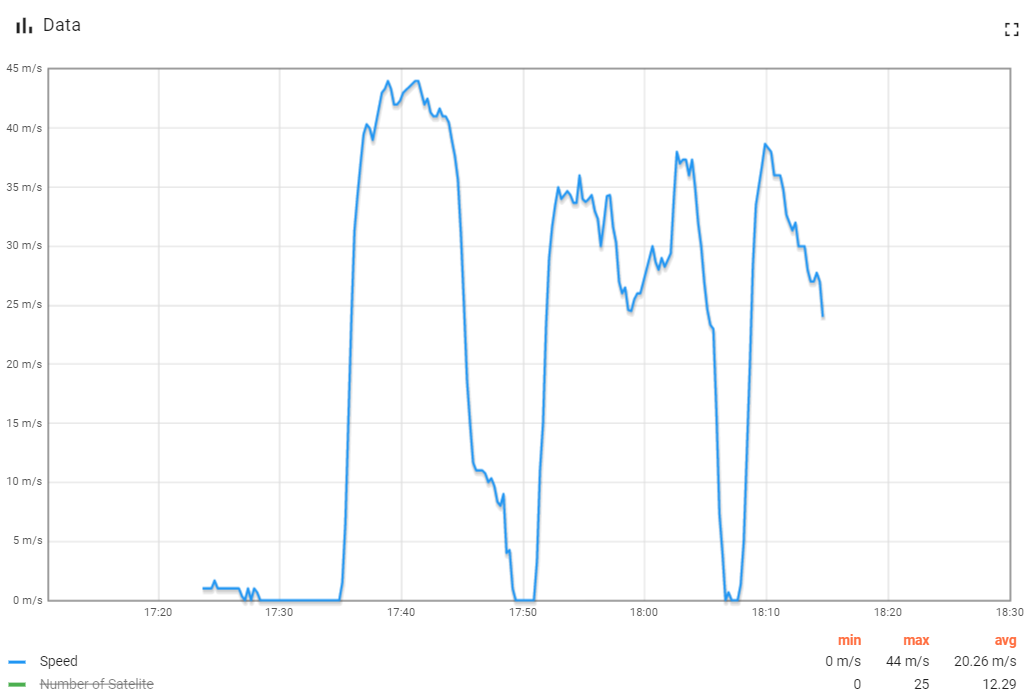 Data
45 m/s
40 m/s
35 m/s
30 m/s
25 m/s
20 m/s
15 m/s
10 m/s
5 m/s
0 m/s
17:20 17:30 17:40 17:50 18:00 18:10 18:20 18:30
min max avg
Speed 0 m/s 44 m/s 20.26 m/s
Number of Satelite 0 25 12.29